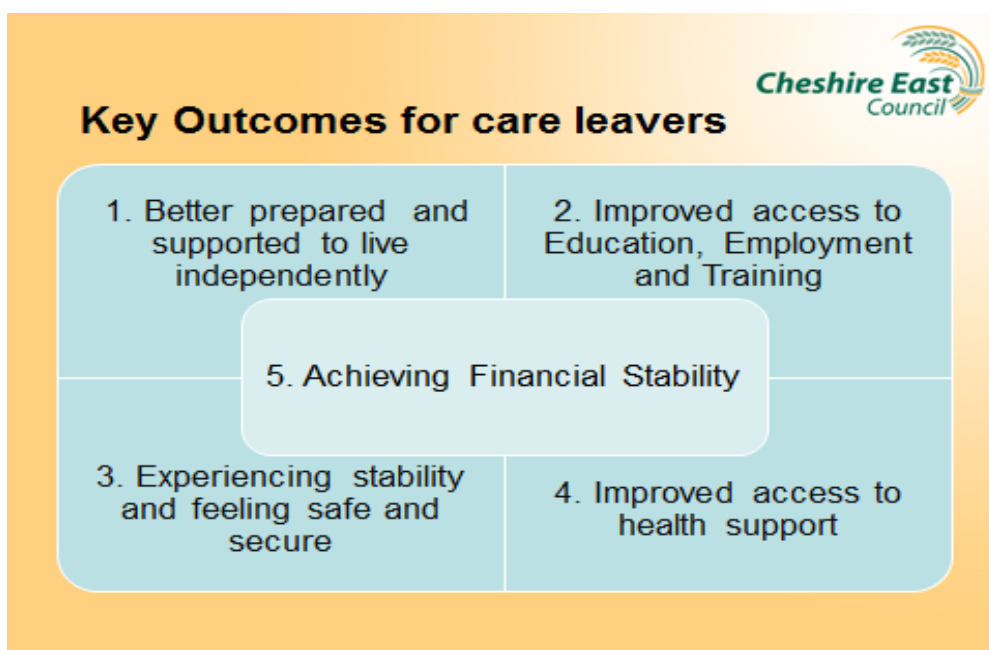 Cheshire East
Council
Key Outcomes for care leavers
1. Better prepared and
supported to live
independently
2. Improved access to
Education, Employment
and Training
5. Achieving Financial Stability
3. Experiencing stability
and feeling safe and
secure
4. Improved access to
health support